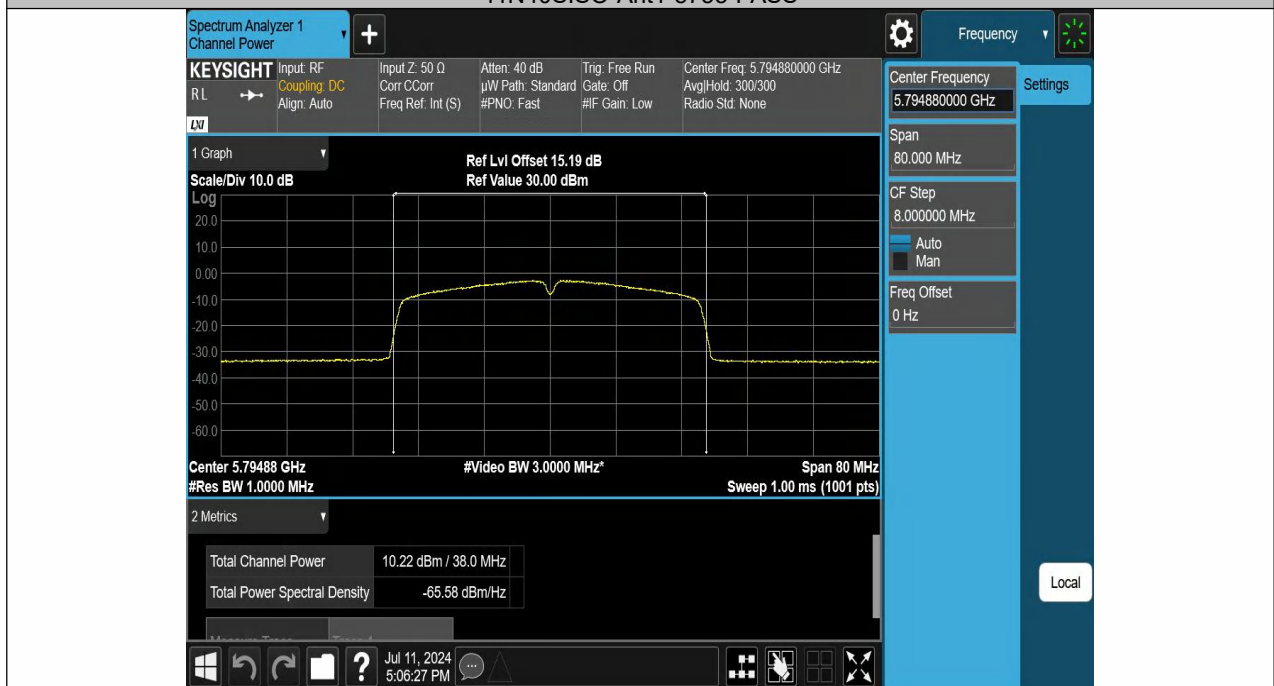 Spectrum Analyzer 1
Channel Power
+
Frequency
KEYSIGHT
RL
LXI
Input: RF
Coupling: DC
Align: Auto
Input Z: 50 Ω
Corr CCorr
Freq Ref: Int (S)
Atten: 40 dB
µW Path: Standard
#PNO: Fast
Trig: Free Run
Gate: Off
#IF Gain: Low
Center Freq: 5.794880000 GHz
Avg|Hold: 300/300
Radio Std: None
Center Frequency
5.794880000 GHz
Settings
Span
80.000 MHz
CF Step
8.000000 MHz
Auto
Man
Freq Offset
0 Hz
1 Graph
Scale/Div 10.0 dB
Ref Lvl Offset 15.19 dB
Ref Value 30.00 dBm
Log
20.0
10.0
0.00
-10.0
-20.0
-30.0
-40.0
-50.0
-60.0
Center 5.79488 GHz
#Video BW 3.0000 MHz*
Span 80 MHz
#Res BW 1.0000 MHz
Sweep 1.00 ms (1001 pts)
2 Metrics
Total Channel Power 10.22 dBm / 38.0 MHz
Total Power Spectral Density -65.58 dBm/Hz
Local
?
Jul 11, 2024
5:06:27 PM